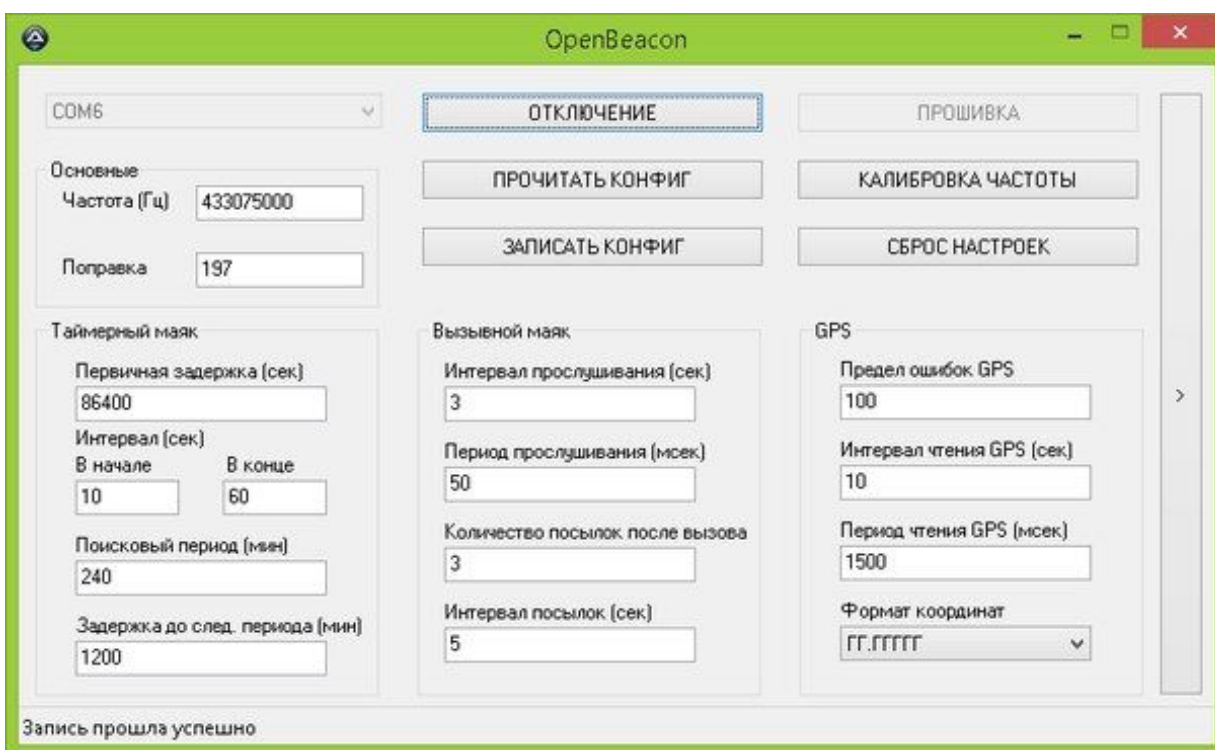 OpenBeacon
COM6
ОТКЛЮЧЕНИЕ
ПРОШИВКА
Основные
Частота (Гц) 433075000
Поправка 197
ПРОЧИТАТЬ КОНФИГ
КАЛИБРОВКА ЧАСТОТЫ
ЗАПИСАТЬ КОНФИГ
СБРОС НАСТРОЕК
Таймерный маяк
Первичная задержка (сек)
86400
Интервал (сек)
В начале В конце
10 60
Поисковый период (мин)
240
Задержка до след. периода (мин)
1200
Вызывной маяк
Интервал прослушивания (сек)
3
Период прослушивания (мсек)
50
Количество посылок после вызова
3
Интервал посылок (сек)
5
GPS
Предел ошибок GPS
100
Интервал чтения GPS (сек)
10
Период чтения GPS (мсек)
1500
Формат координат
ГГ.ГГГГГ
>
Запись прошла успешно